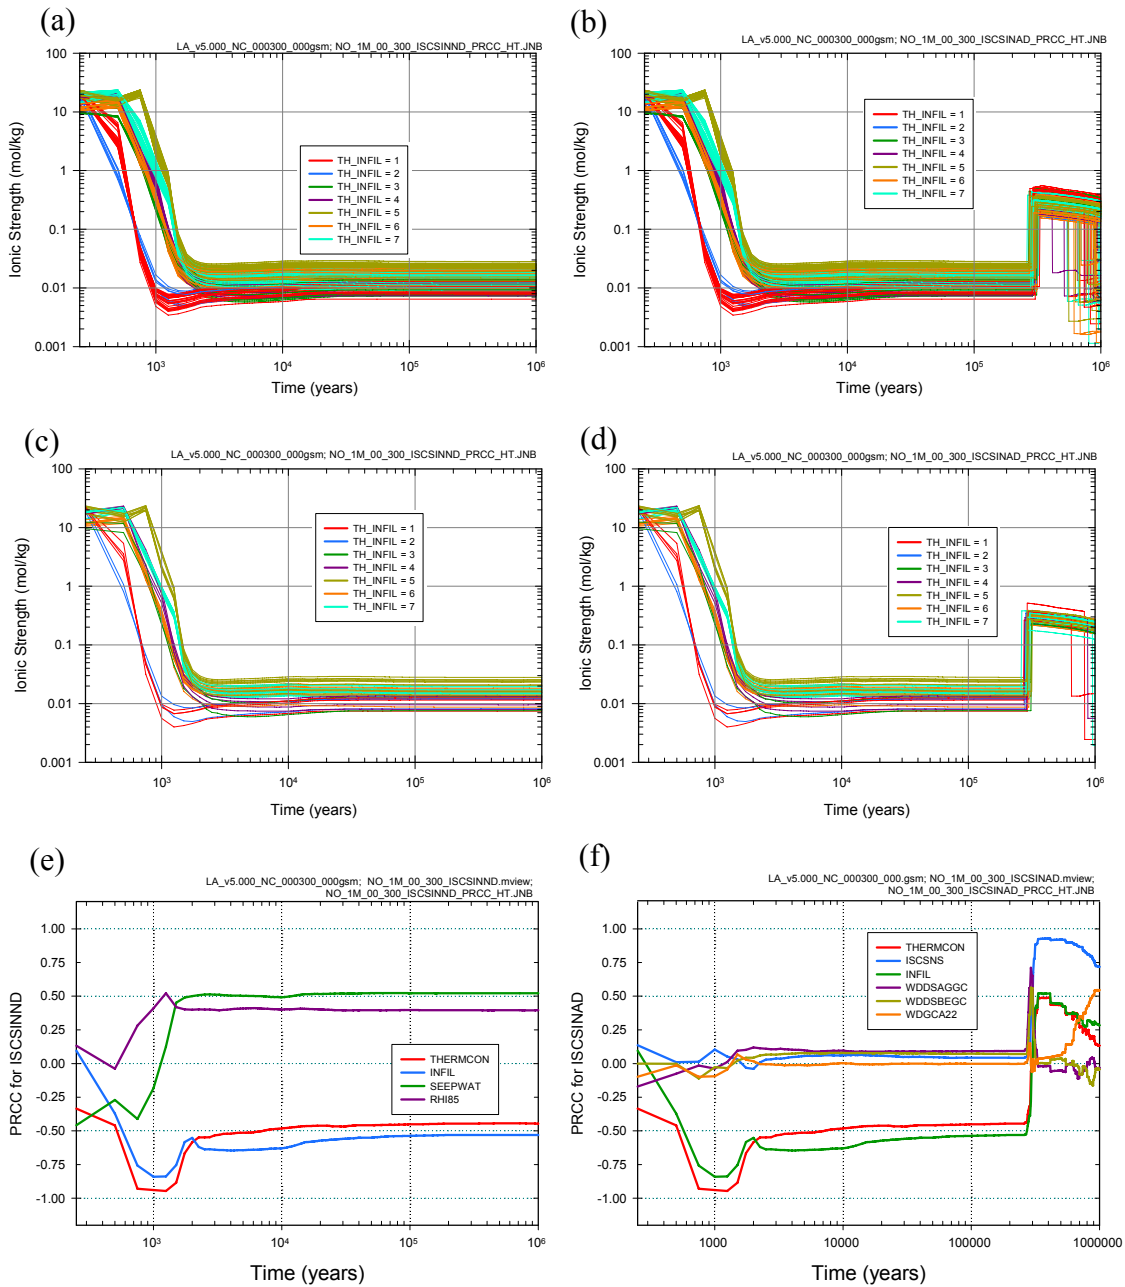 (a)
LA_v5.000_NC_000300_000gsm; NO_1M_00_300_ISCSINND_PRCC_HT.JNB
100
10
1
0.1
0.01
0.001
Ionic Strength (mol/kg)
TH_INFIL = 1
TH_INFIL = 2
TH_INFIL = 3
TH_INFIL = 4
TH_INFIL = 5
TH_INFIL = 6
TH_INFIL = 7
10³
10⁴
10⁵
10⁶
Time (years)
(b)
LA_v5.000_NC_000300_000gsm; NO_1M_00_300_ISCSINAD_PRCC_HT.JNB
100
10
1
0.1
0.01
0.001
Ionic Strength (mol/kg)
TH_INFIL = 1
TH_INFIL = 2
TH_INFIL = 3
TH_INFIL = 4
TH_INFIL = 5
TH_INFIL = 6
TH_INFIL = 7
10³
10⁴
10⁵
10⁶
Time (years)
(c)
LA_v5.000_NC_000300_000gsm; NO_1M_00_300_ISCSINND_PRCC_HT.JNB
100
10
1
0.1
0.01
0.001
Ionic Strength (mol/kg)
TH_INFIL = 1
TH_INFIL = 2
TH_INFIL = 3
TH_INFIL = 4
TH_INFIL = 5
TH_INFIL = 6
TH_INFIL = 7
10³
10⁴
10⁵
10⁶
Time (years)
(d)
LA_v5.000_NC_000300_000gsm; NO_1M_00_300_ISCSINAD_PRCC_HT.JNB
100
10
1
0.1
0.01
0.001
Ionic Strength (mol/kg)
TH_INFIL = 1
TH_INFIL = 2
TH_INFIL = 3
TH_INFIL = 4
TH_INFIL = 5
TH_INFIL = 6
TH_INFIL = 7
10³
10⁴
10⁵
10⁶
Time (years)
(e)
LA_v5.000_NC_000300_000gsm; NO_1M_00_300_ISCSINND.mview;
NO_1M_00_300_ISCSINND_PRCC_HT.JNB
1.00
0.75
0.50
0.25
0.00
-0.25
-0.50
-0.75
-1.00
PRCC for ISCSINND
THERMCON
INFIL
SEEPWAT
RHI85
10³
10⁴
10⁵
10⁶
Time (years)
(f)
LA_v5.000_NC_000300_000.gsm; NO_1M_00_300_ISCSINAD.mview;
NO_1M_00_300_ISCSINAD_PRCC_HT.JNB
1.00
0.75
0.50
0.25
0.00
-0.25
-0.50
-0.75
-1.00
PRCC for ISCSINAD
THERMCON
ISCSNS
INFIL
WDDSAGGC
WDDSBEGC
WDGCA22
1000
10000
100000
1000000
Time (years)